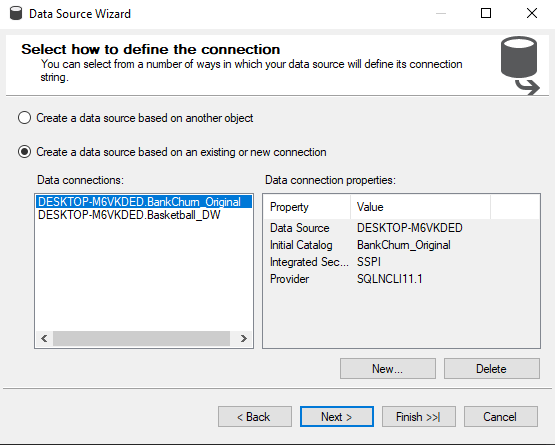 Data Source Wizard
Select how to define the connection
You can select from a number of ways in which your data source will define its connection
string.
Create a data source based on another object
Create a data source based on an existing or new connection
Data connections:
DESKTOP-M6VKDED.BankChurn_Original
DESKTOP-M6VKDED.Basketball_DW
Data connection properties:
Property Value
Data Source DESKTOP-M6VKDED
Initial Catalog BankChurn_Original
Integrated Sec... SSPI
Provider SQLNCLI11.1
New... Delete
< Back Next > Finish >>| Cancel